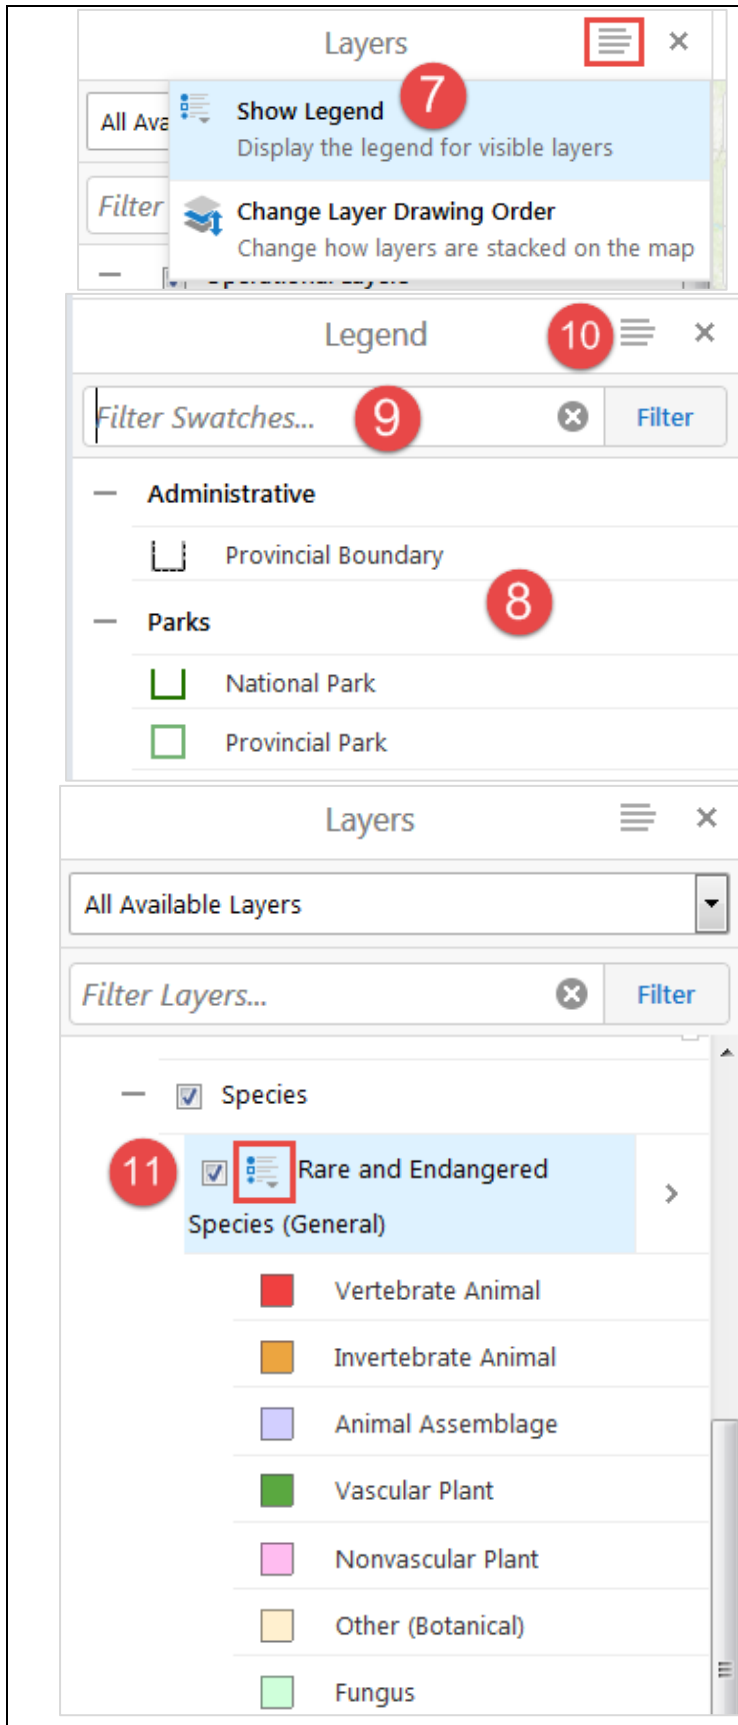 Layers
7
Show Legend
All Ava
Display the legend for visible layers
Filter
Change Layer Drawing Order
Change how layers are stacked on the map
Operational Layers
Legend
10
Filter Swatches...
9
Filter
Administrative
Provincial Boundary
8
Parks
National Park
Provincial Park
Layers
All Available Layers
Filter Layers...
Filter
Species
11
Rare and Endangered
Species (General)
Vertebrate Animal
Invertebrate Animal
Animal Assemblage
Vascular Plant
Nonvascular Plant
Other (Botanical)
Fungus